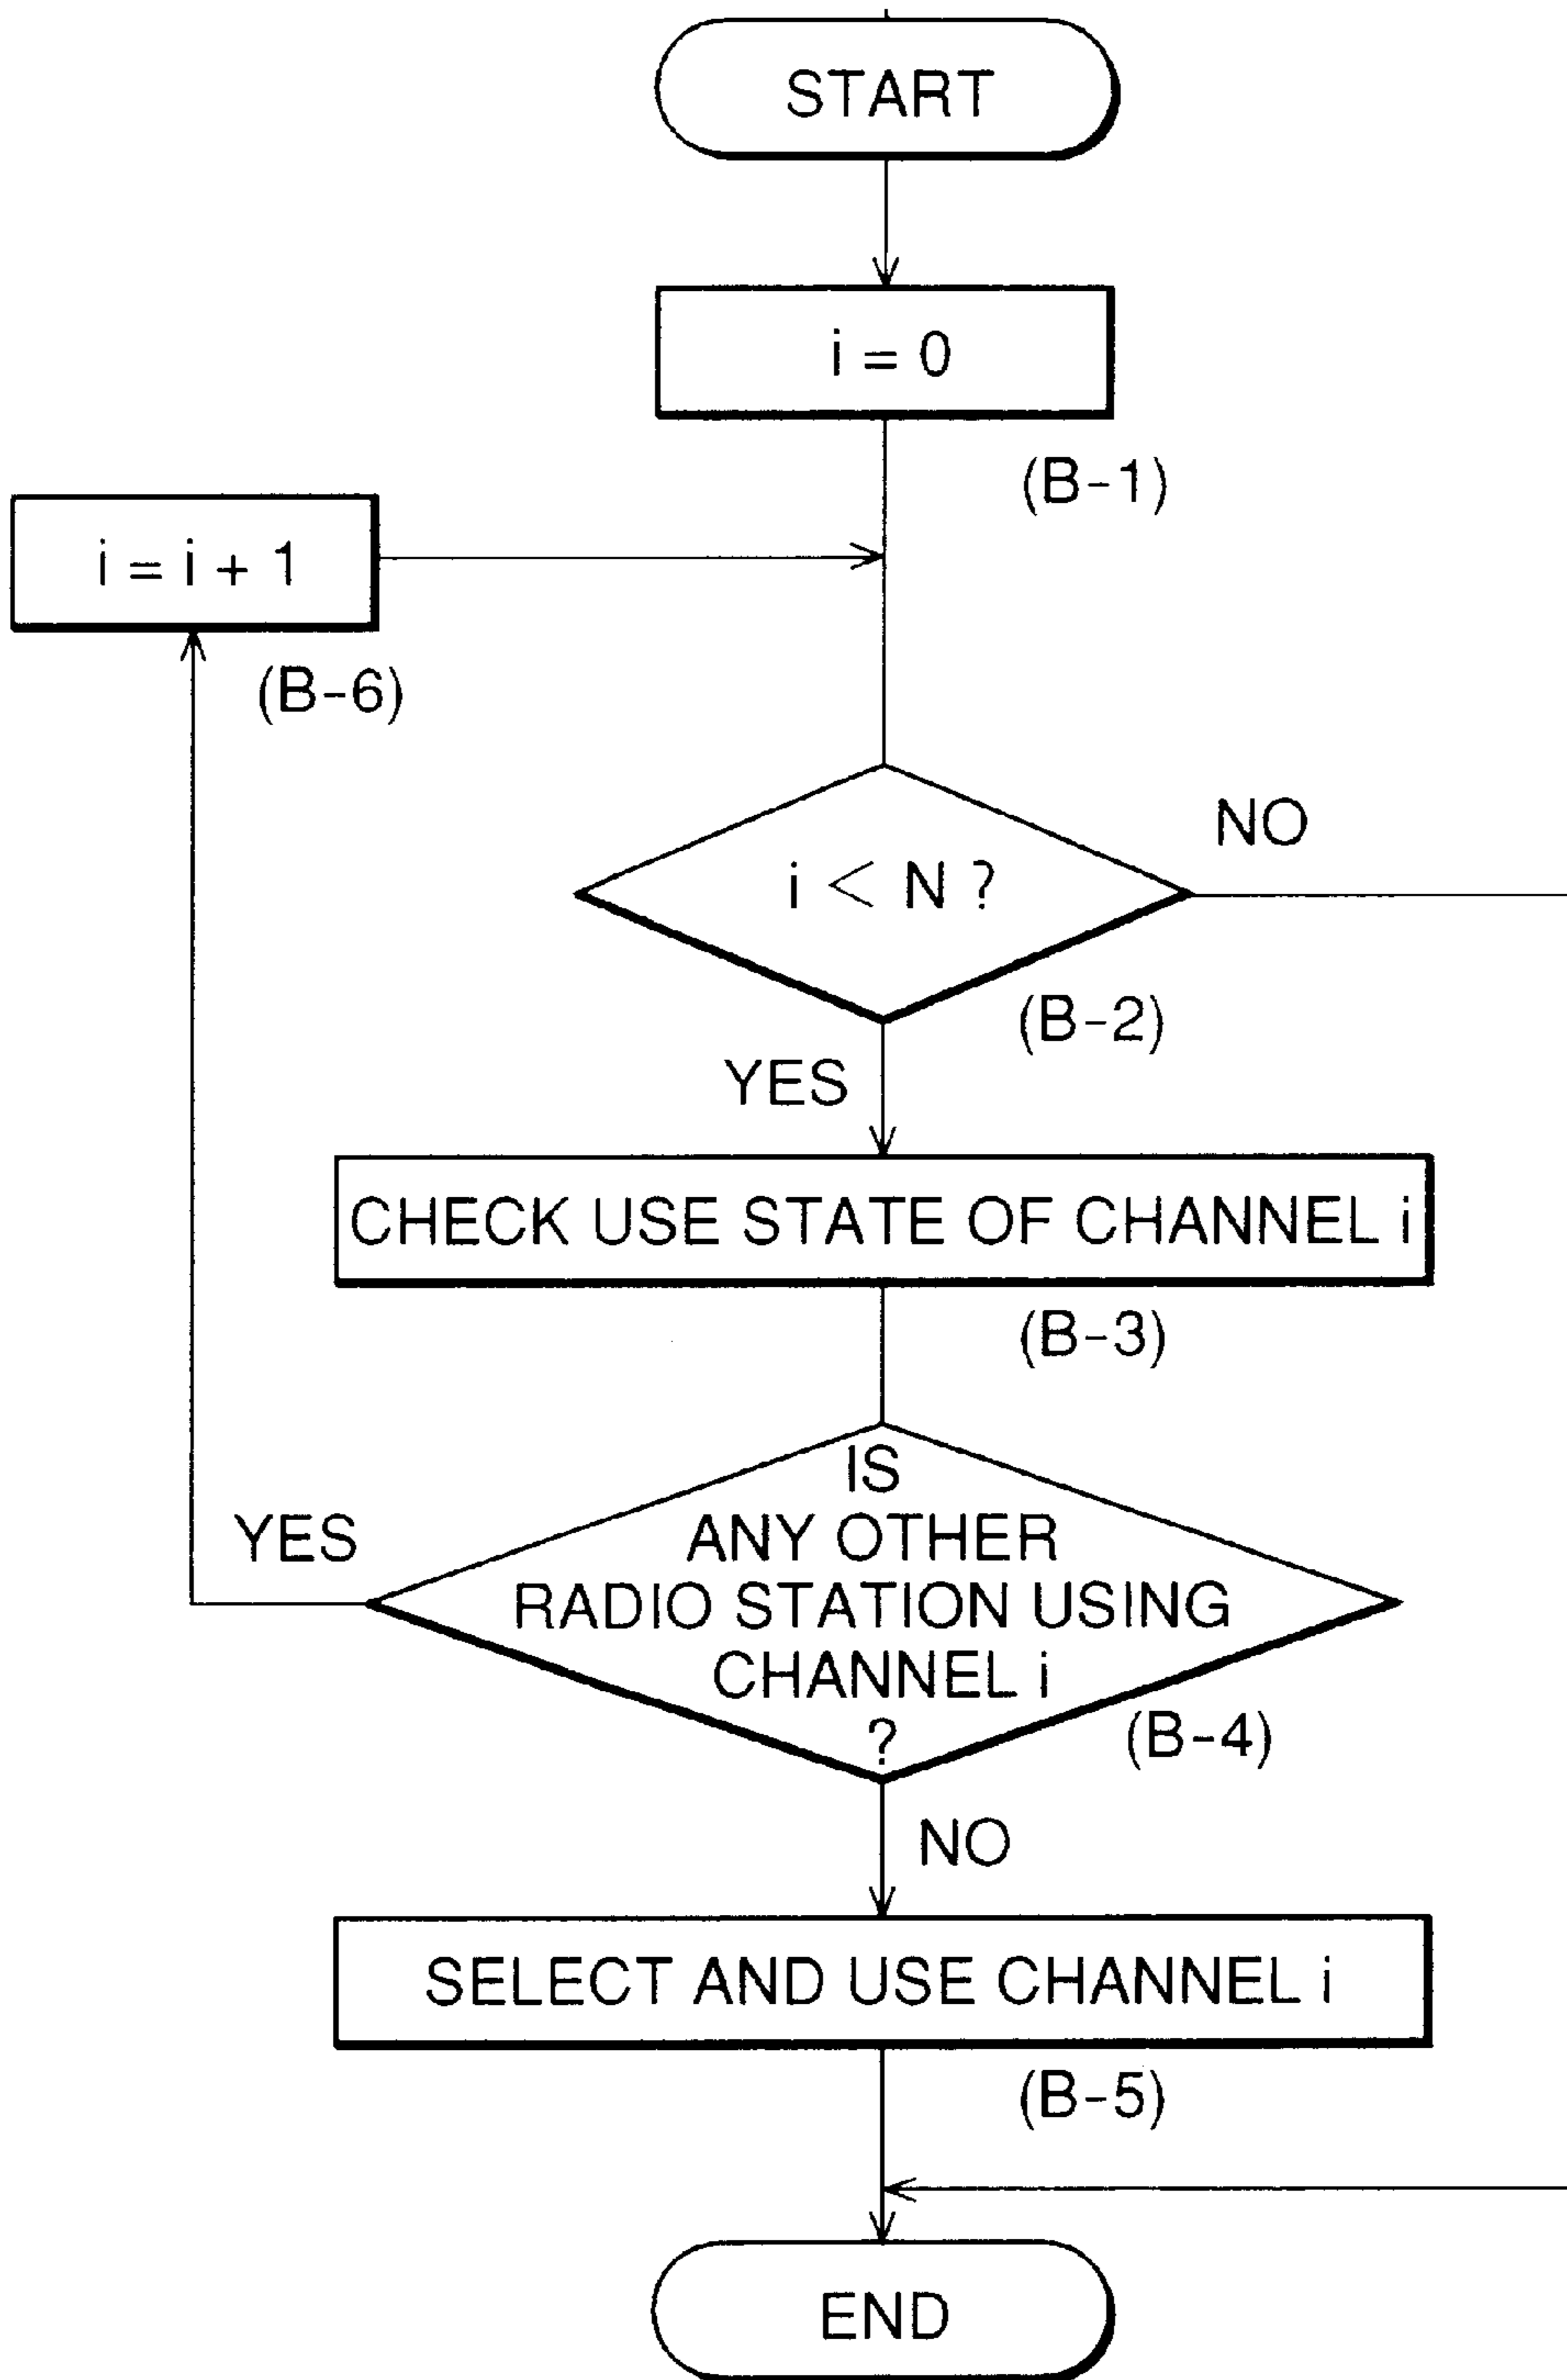 START
i = 0
(B-1)
i = i + 1
(B-6)
i < N ?
NO
(B-2)
YES
CHECK USE STATE OF CHANNEL i
(B-3)
IS
ANY OTHER
RADIO STATION USING
CHANNEL i
?
YES
(B-4)
NO
SELECT AND USE CHANNEL i
(B-5)
END